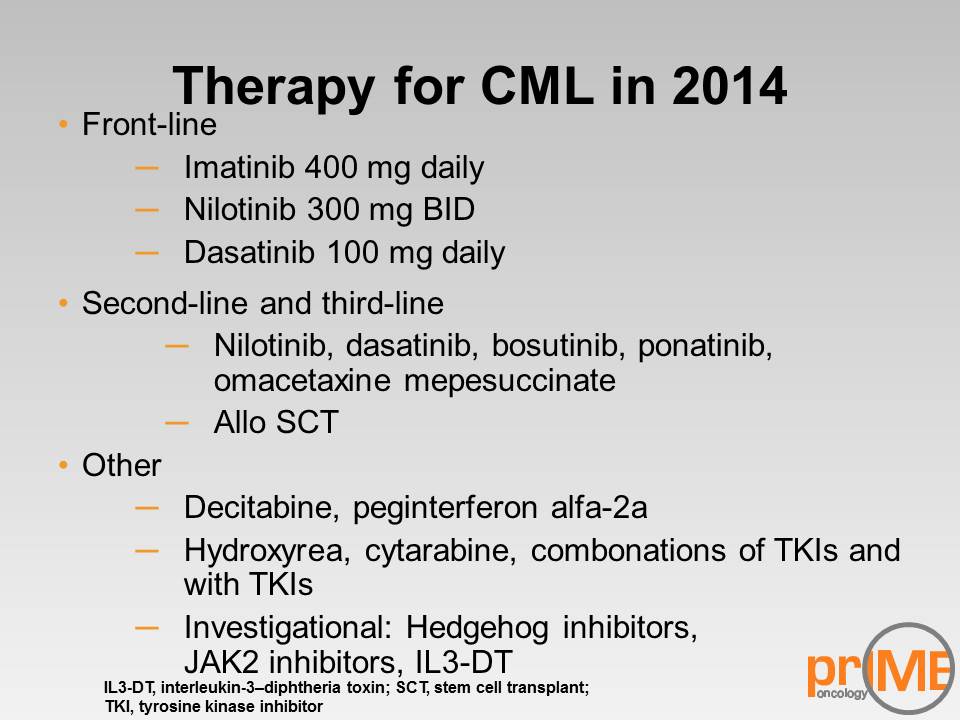 Therapy for CML in 2014
• Front-line
─ Imatinib 400 mg daily
─ Nilotinib 300 mg BID
─ Dasatinib 100 mg daily
• Second-line and third-line
─ Nilotinib, dasatinib, bosutinib, ponatinib,
omacetaxine mepesuccinate
─ Allo SCT
• Other
─ Decitabine, peginterferon alfa-2a
─ Hydroxyrea, cytarabine, combonations of TKIs and
with TKIs
─ Investigational: Hedgehog inhibitors,
JAK2 inhibitors, IL3-DT
IL3-DT, interleukin-3–diphtheria toxin; SCT, stem cell transplant;
TKI, tyrosine kinase inhibitor
prIME
oncology